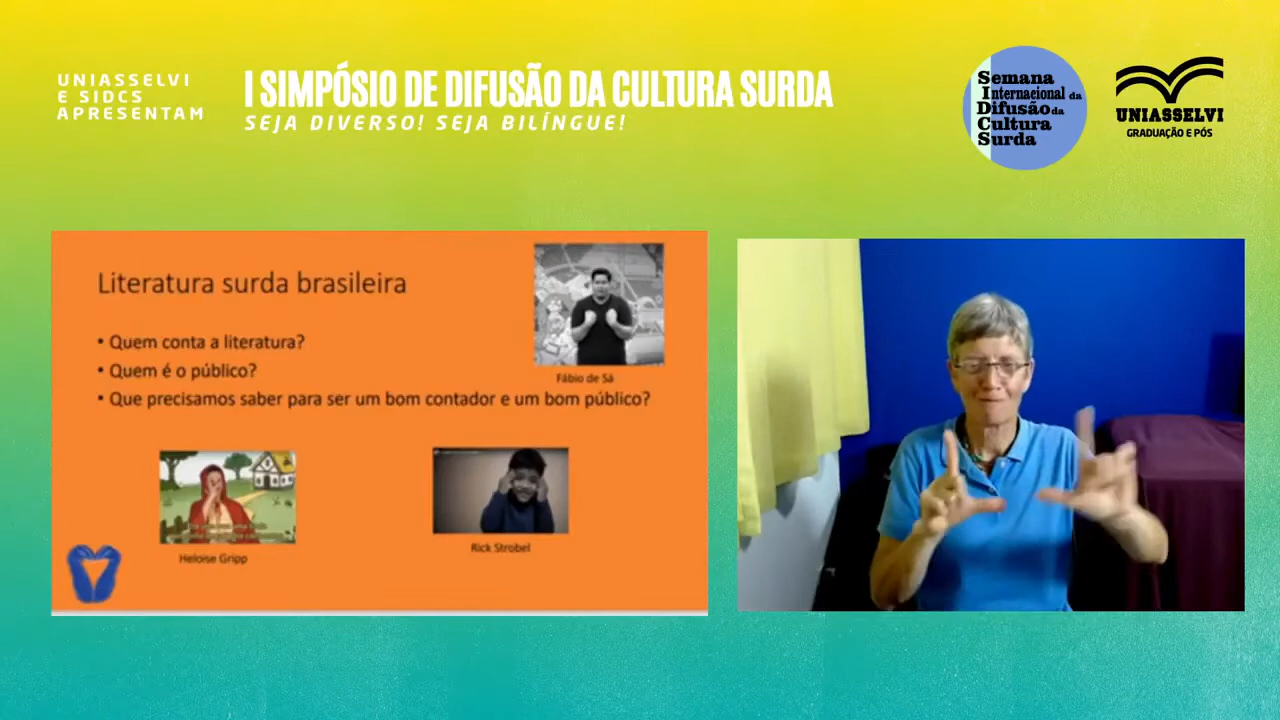 UNIASSELVI
E SIDCS
APRESENTAM
I SIMPÓSIO DE DIFUSÃO DA CULTURA SURDA
SEJA DIVERSO! SEJA BILÍNGUE!
Semana
Internacional da
Difusão da
Cultura
Surda
UNIASSELVI
GRADUAÇÃO E PÓS
Literatura surda brasileira
• Quem conta a literatura?
• Quem é o público?
• Que precisamos saber para ser um bom contador e um bom público?
Fábio de Sá
Heloise Gripp
Rick Strobel